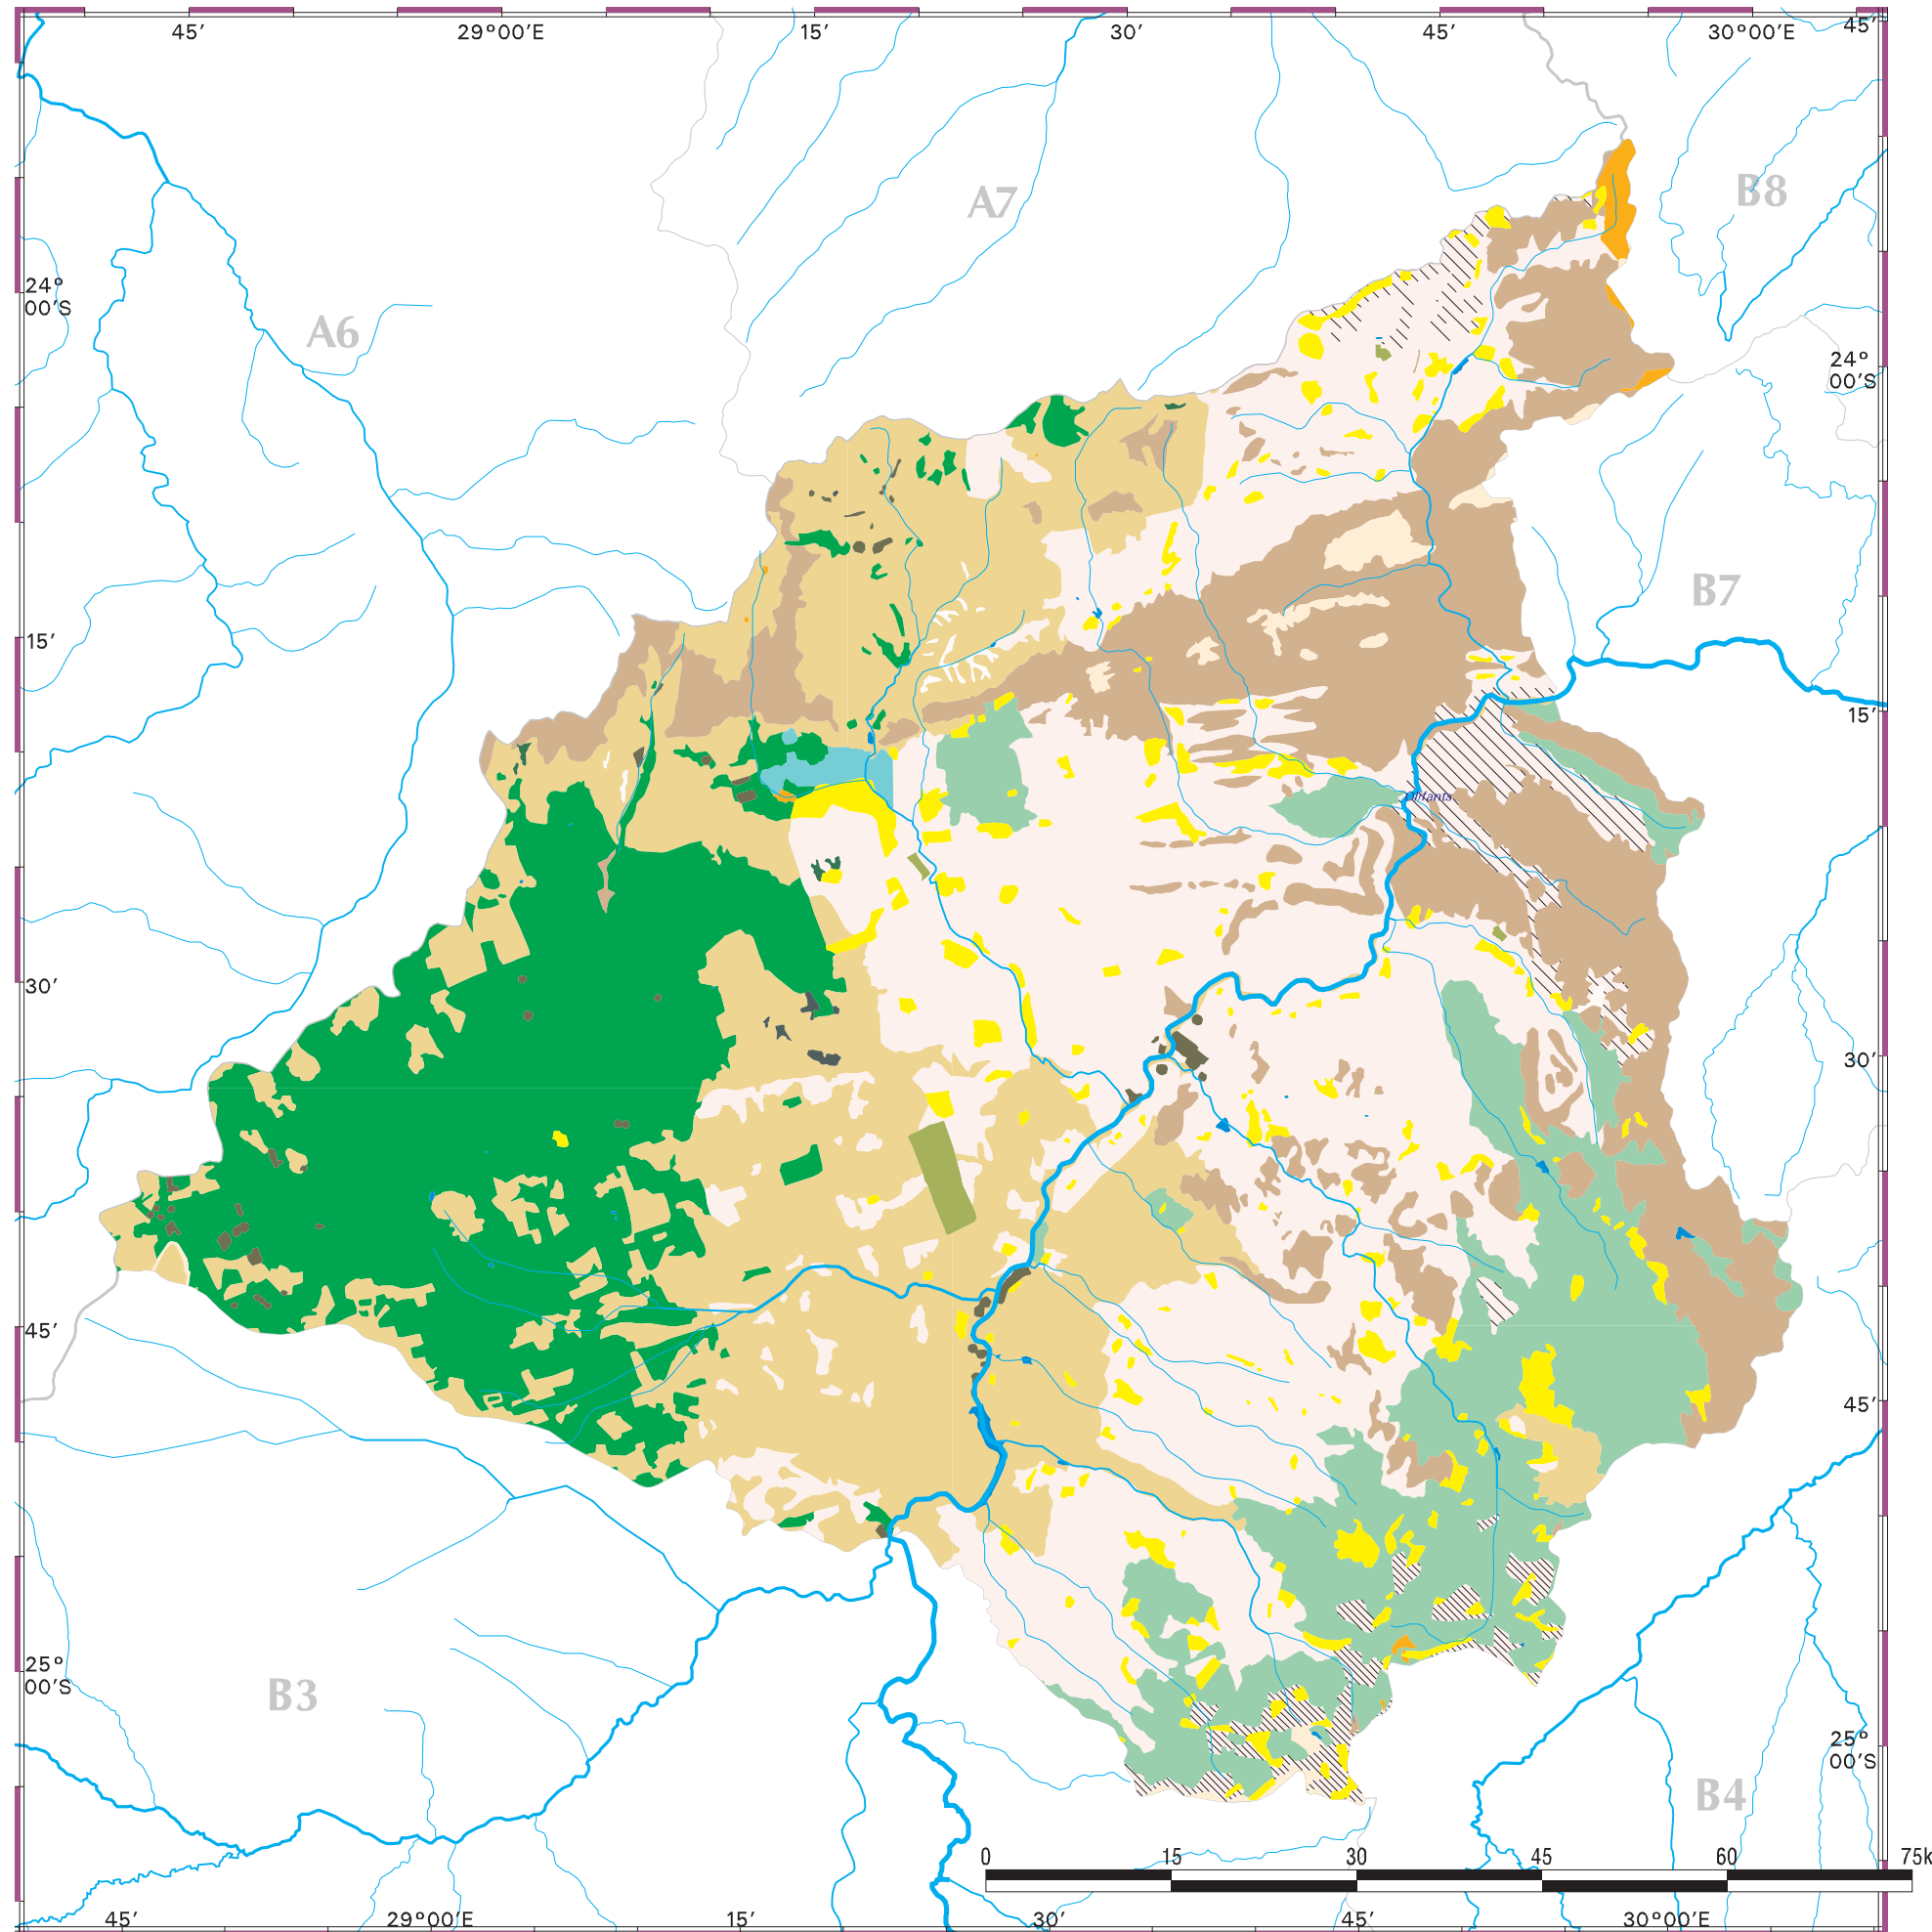 45′ 29°00′E 15′ 30′ 45′ 30°00′E 45′
A7
B8
24°
00′S
A6
24°
00′S
B7
15′
15′
Olifants
30′
30′
45′
45′
25°
00′S
B3
25°
00′S
B4
0 15 30 45 60 75k
45′ 29°00′E 15′ 30′ 45′ 30°00′E